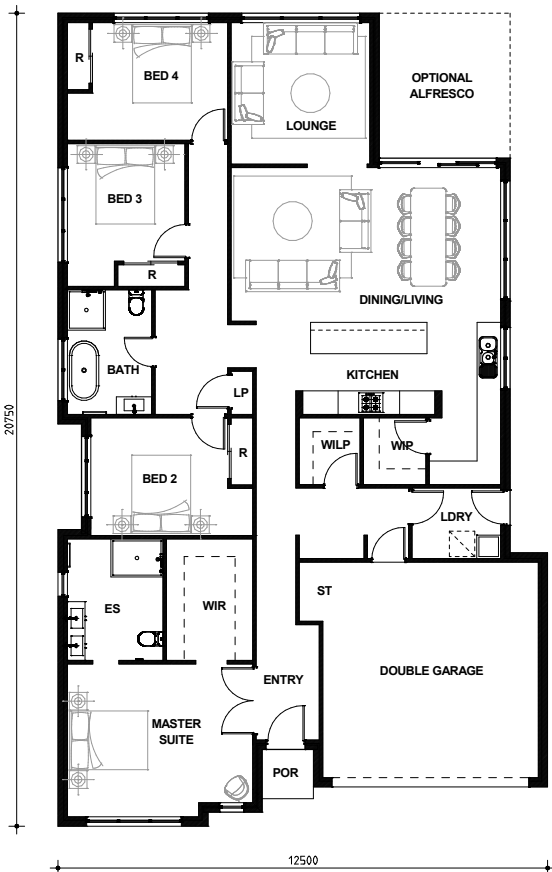 R
BED 4
LOUNGE
OPTIONAL
ALFRESCO
BED 3
R
DINING/LIVING
BATH
KITCHEN
LP
WILP
WIP
R
BED 2
LDRY
ES
WIR
ST
ENTRY
DOUBLE GARAGE
MASTER
SUITE
POR
20750
12500